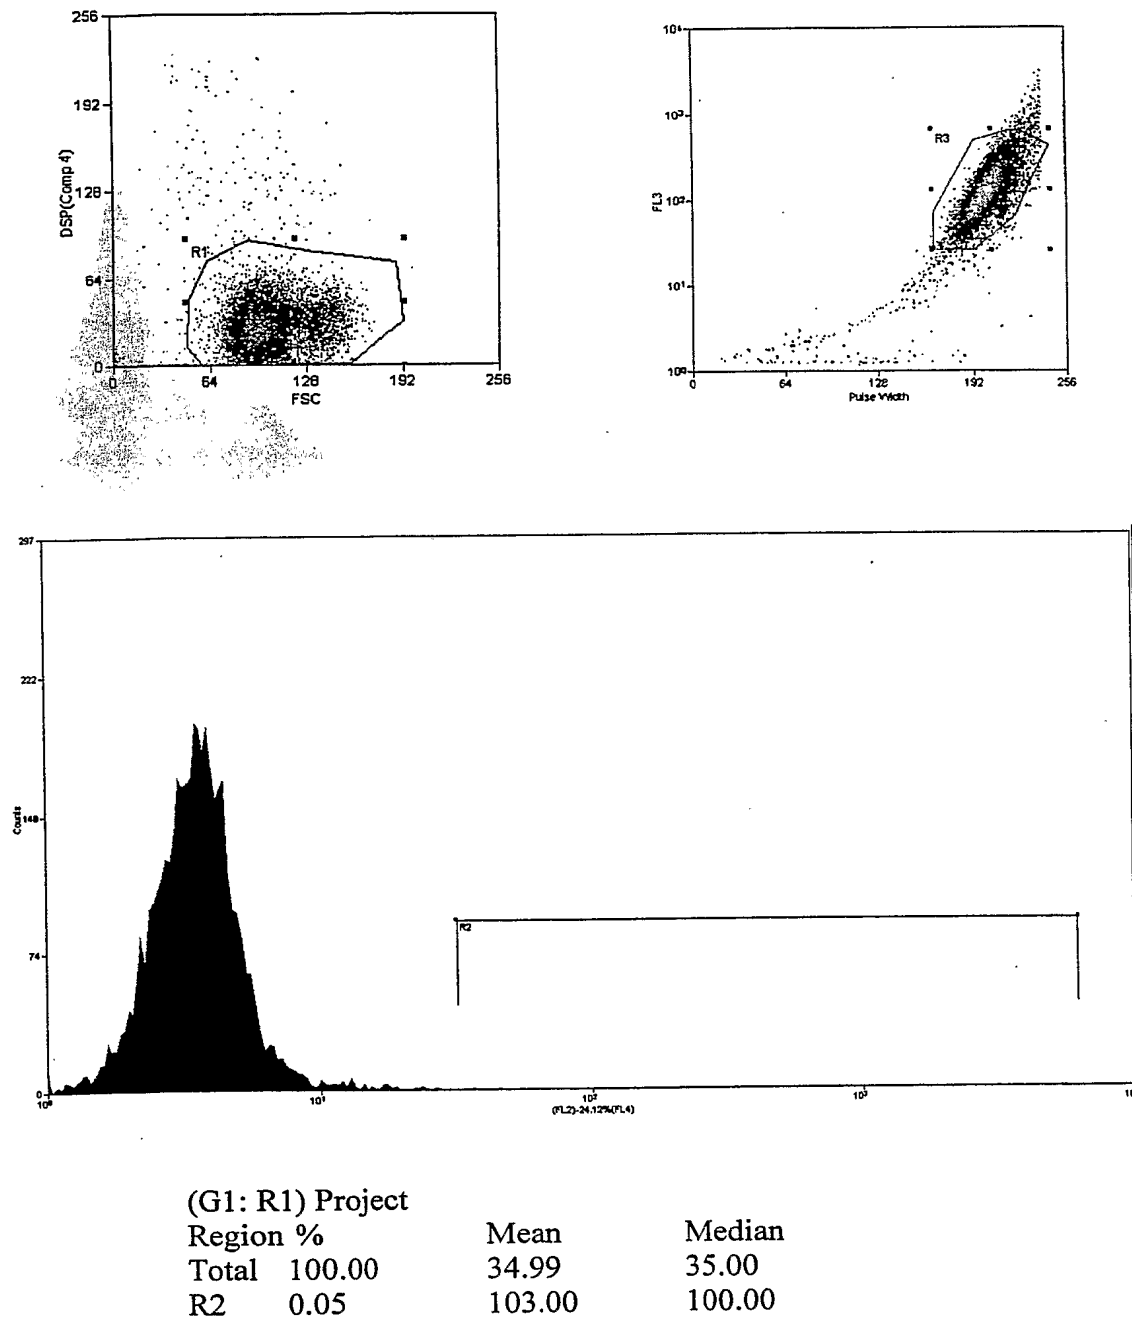 256
192
128
64
0
DSP(Comp 4)
R1
0 64 128 192 256
FSC
10⁴
10³
10²
10¹
10⁰
FL3
R3
0 64 128 192 256
Pulse Width
297
222
148
74
0
Counts
R2
10⁰ 10¹ 10² 10³
(FL2)-24.12%(FL4)
(G1: R1) Project
Region % Mean Median
Total 100.00 34.99 35.00
R2 0.05 103.00 100.00